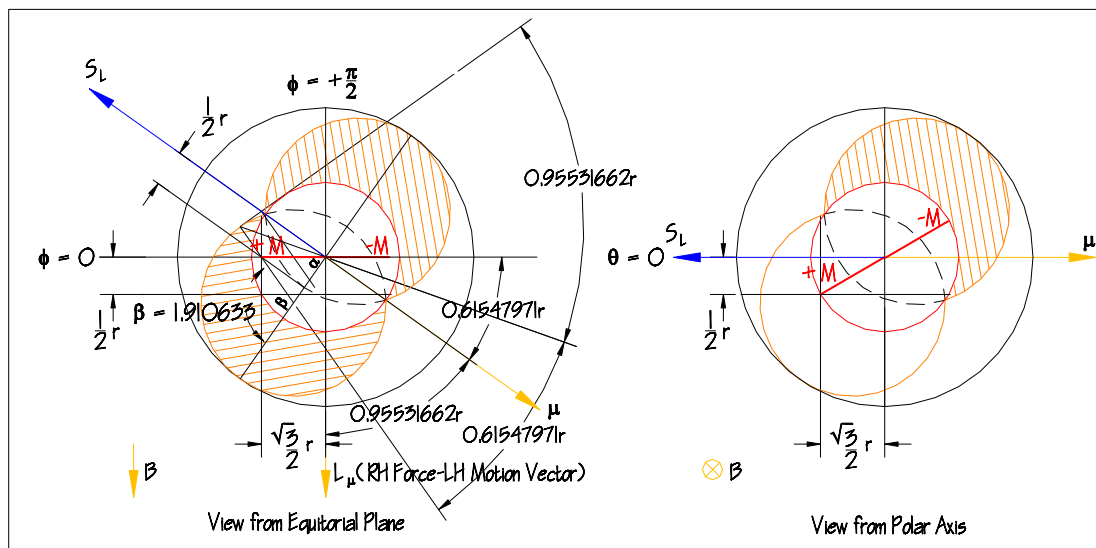 S_L
1/2 r
ϕ = +π/2
0.95531662r
+M
-M
α
ϕ = 0
1/2 r
β = 1.910633
β
0.61547971r
μ
0.95531662r
0.61547971r
√3/2 r
B
L_μ (RH Force-LH Motion Vector)
View from Equitorial Plane
-M
θ = 0
S_L
μ
+M
1/2 r
√3/2 r
B
View from Polar Axis